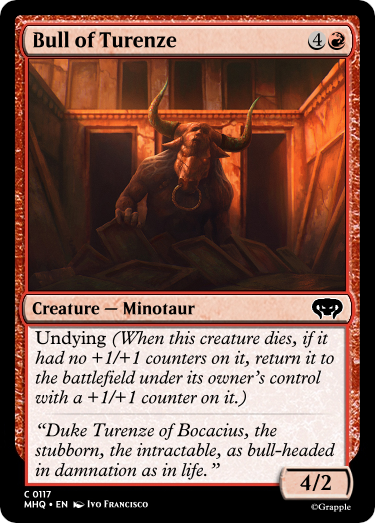 Bull of Turenze 4
Creature — Minotaur
Undying (When this creature dies, if it
had no +1/+1 counters on it, return it to
the battlefield under its owner's control
with a +1/+1 counter on it.)
“Duke Turenze of Bocacius, the
stubborn, the intractable, as bull-headed
in damnation as in life.”
4/2
C 0117
MHQ • EN Ivo Francisco
©Grapple